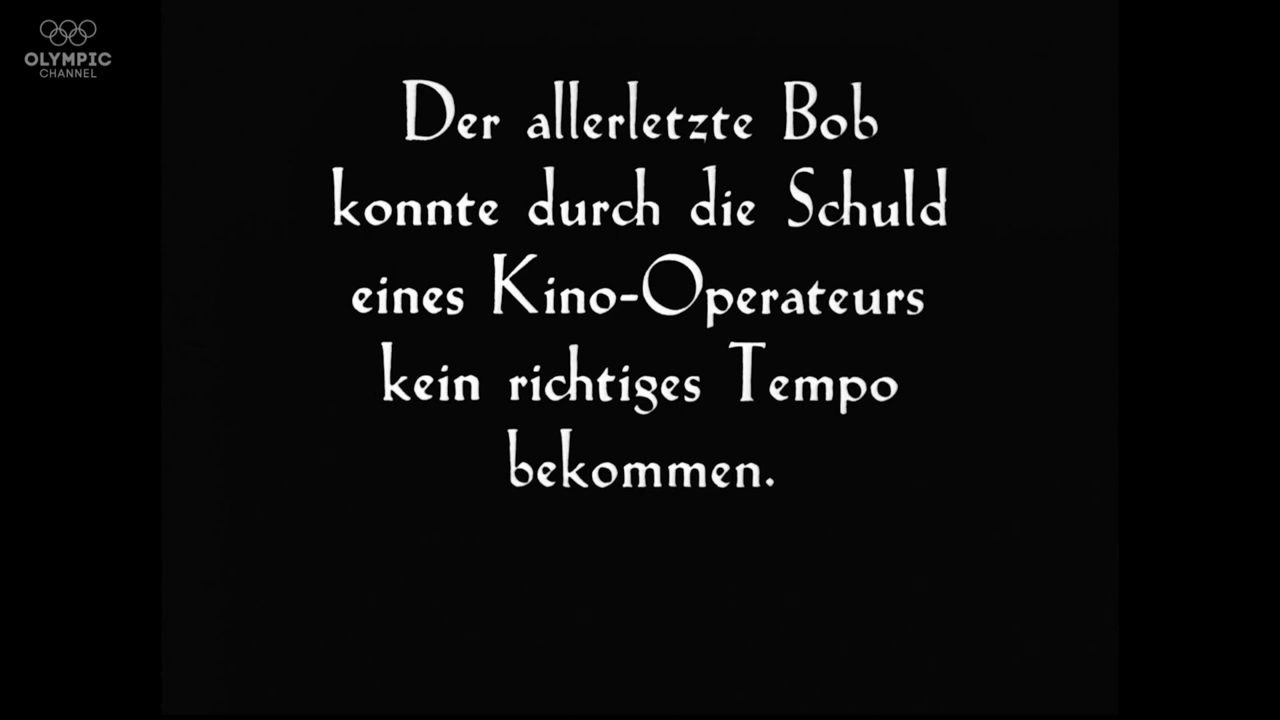 OLYMPIC
CHANNEL
Der allerletzte Bob
konnte durch die Schuld
eines Kino-Operateurs
kein richtiges Tempo
bekommen.